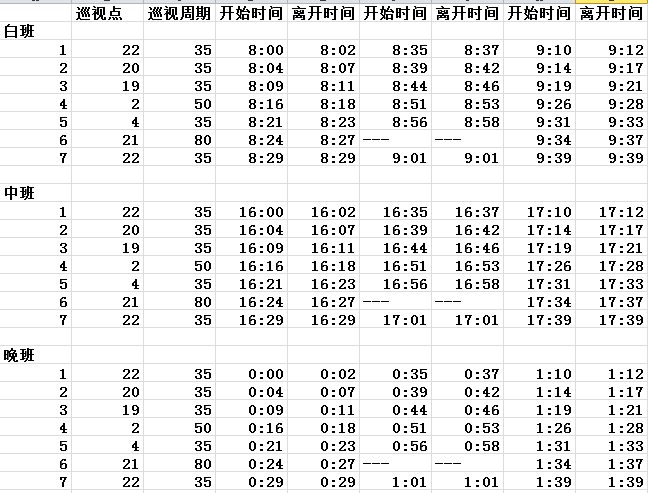 巡视点 巡视周期 开始时间 离开时间 开始时间 离开时间 开始时间 离开时间
白班
1 22 35 8:00 8:02 8:35 8:37 9:10 9:12
2 20 35 8:04 8:07 8:39 8:42 9:14 9:17
3 19 35 8:09 8:11 8:44 8:46 9:19 9:21
4 2 50 8:16 8:18 8:51 8:53 9:26 9:28
5 4 35 8:21 8:23 8:56 8:58 9:31 9:33
6 21 80 8:24 8:27 --- --- 9:34 9:37
7 22 35 8:29 8:29 9:01 9:01 9:39 9:39
中班
1 22 35 16:00 16:02 16:35 16:37 17:10 17:12
2 20 35 16:04 16:07 16:39 16:42 17:14 17:17
3 19 35 16:09 16:11 16:44 16:46 17:19 17:21
4 2 50 16:16 16:18 16:51 16:53 17:26 17:28
5 4 35 16:21 16:23 16:56 16:58 17:31 17:33
6 21 80 16:24 16:27 --- --- 17:34 17:37
7 22 35 16:29 16:29 17:01 17:01 17:39 17:39
晚班
1 22 35 0:00 0:02 0:35 0:37 1:10 1:12
2 20 35 0:04 0:07 0:39 0:42 1:14 1:17
3 19 35 0:09 0:11 0:44 0:46 1:19 1:21
4 2 50 0:16 0:18 0:51 0:53 1:26 1:28
5 4 35 0:21 0:23 0:56 0:58 1:31 1:33
6 21 80 0:24 0:27 --- --- 1:34 1:37
7 22 35 0:29 0:29 1:01 1:01 1:39 1:39